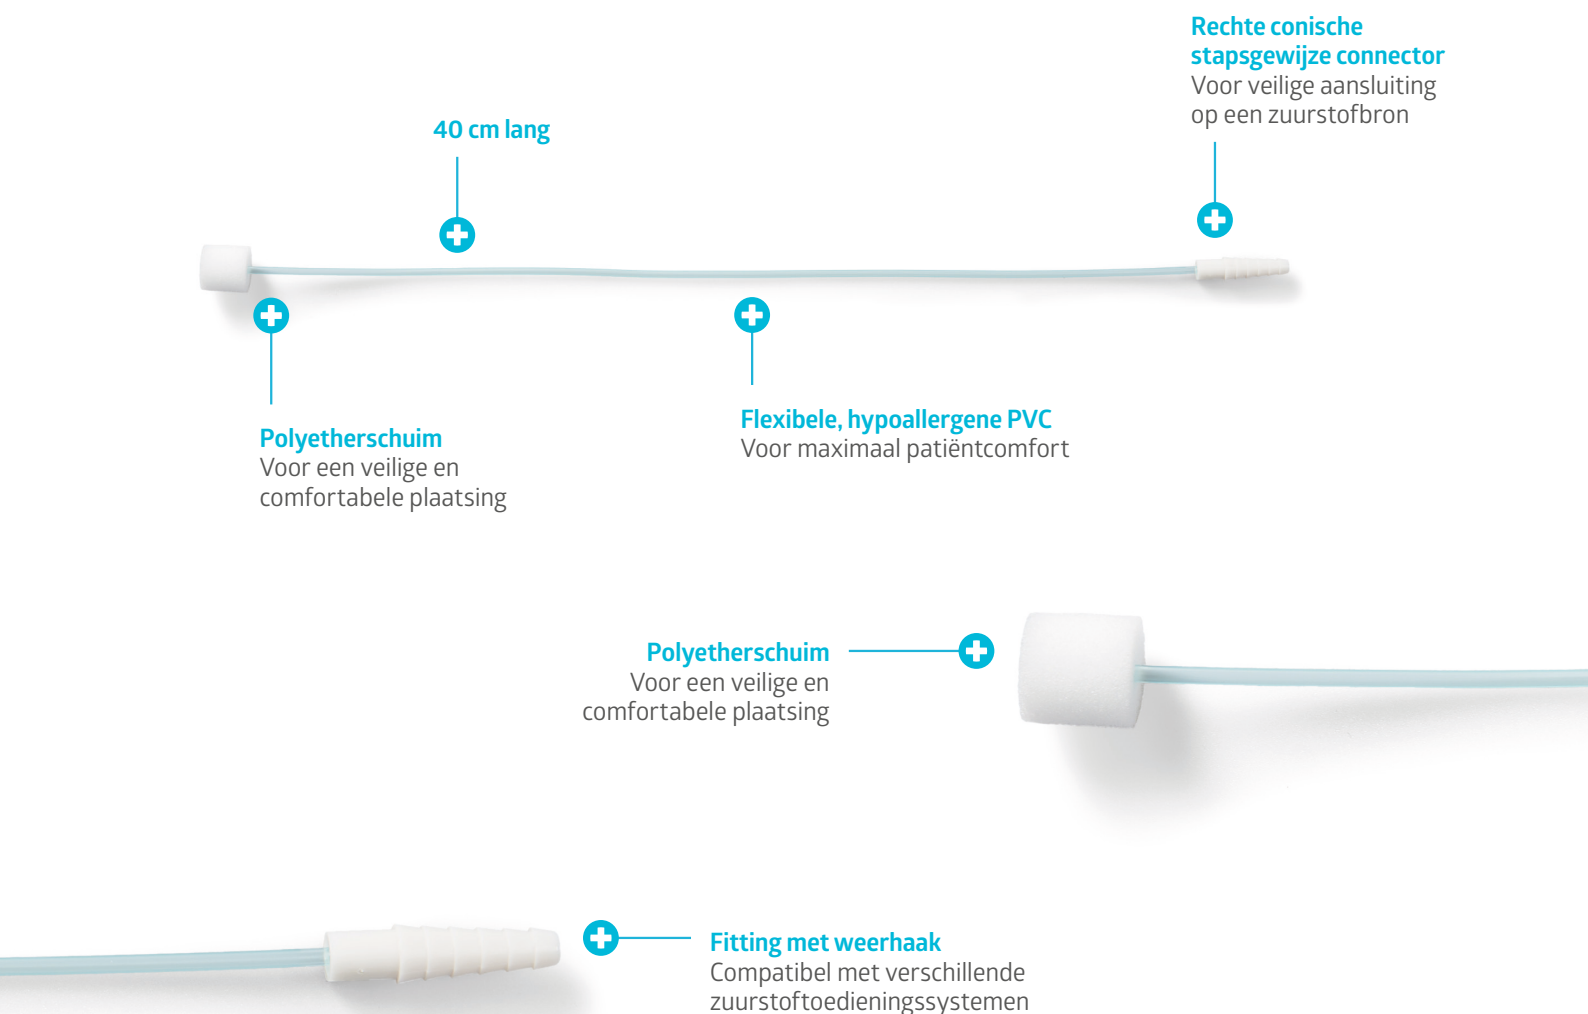 Rechte conische
stapsgewijze connector
Voor veilige aansluiting
op een zuurstofbron
40 cm lang
Polyetherschuim
Voor een veilige en
comfortabele plaatsing
Flexibele, hypoallergene PVC
Voor maximaal patiëntcomfort
Polyetherschuim
Voor een veilige en
comfortabele plaatsing
Fitting met weerhaak
Compatibel met verschillende
zuurstoftoedieningssystemen